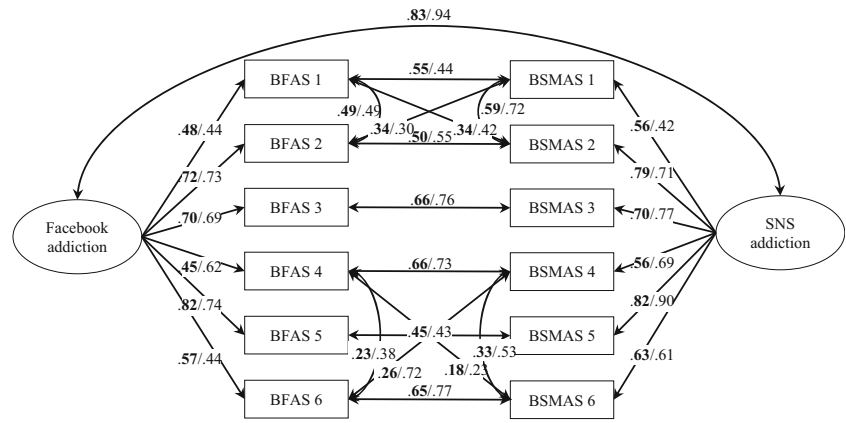 .83/.94
BFAS 1
.55/.44
BSMAS 1
.49/.49
.59/.72
.48/.44
.34/.30
.34/.42
.56/.42
BFAS 2
.50/.55
BSMAS 2
.72/.73
.79/.71
BFAS 3
.66/.76
BSMAS 3
.70/.69
.70/.77
Facebook
addiction
SNS
addiction
.45/.62
BFAS 4
.66/.73
BSMAS 4
.56/.69
.82/.74
BFAS 5
.45/.43
BSMAS 5
.82/.90
.23/.38
.33/.53
.57/.44
.26/.72
.18/.23
.63/.61
BFAS 6
.65/.77
BSMAS 6